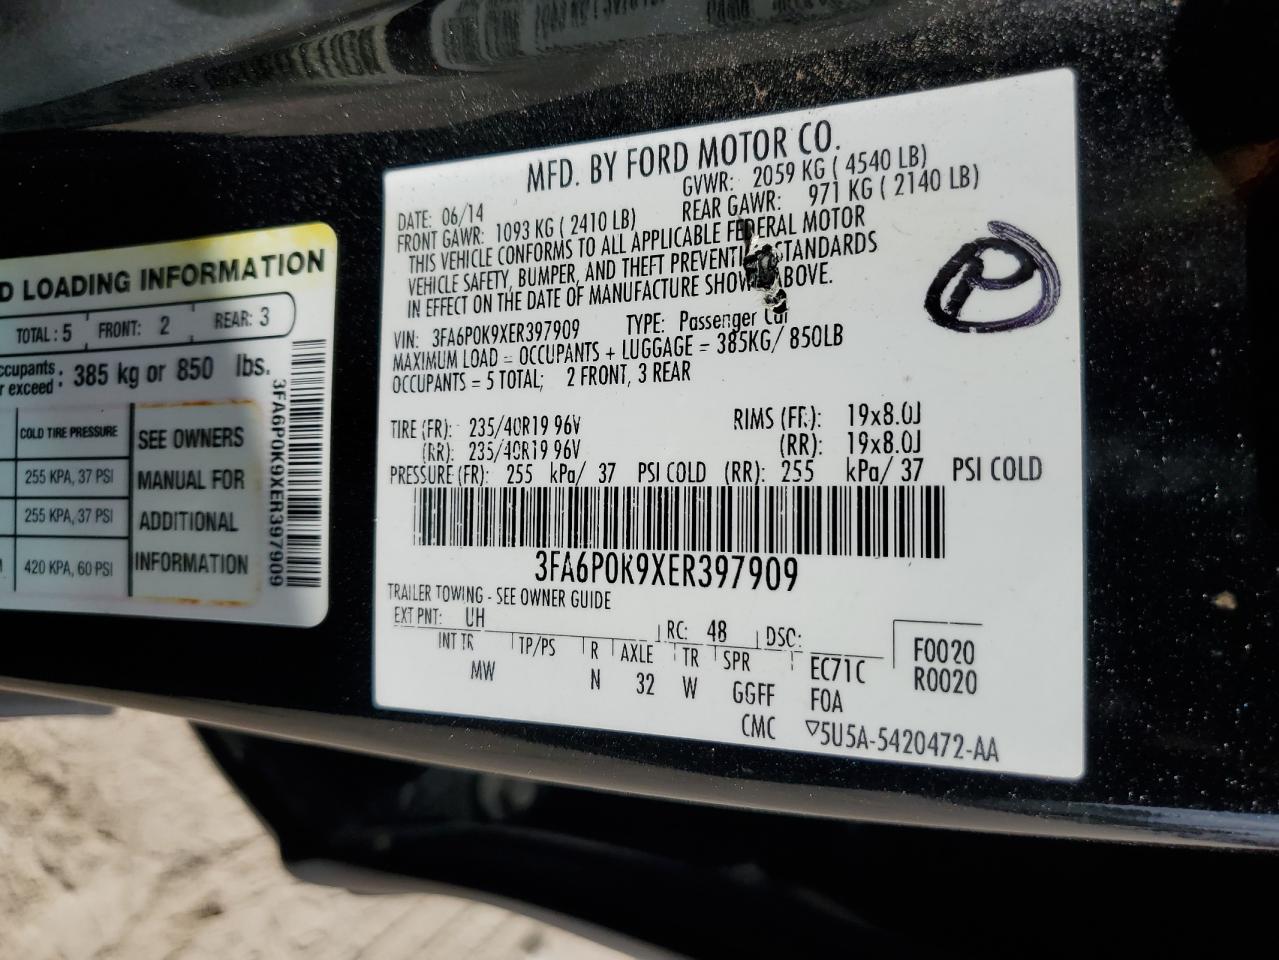 D LOADING INFORMATION
TOTAL: 5 FRONT: 2 REAR: 3
ccupants
r exceed : 385 kg or 850 lbs.
COLD TIRE PRESSURE
255 KPA, 37 PSI
255 KPA, 37 PSI
420 KPA, 60 PSI
SEE OWNERS
MANUAL FOR
ADDITIONAL
INFORMATION
3FA6P0K9XER397909
MFD. BY FORD MOTOR CO.
DATE: 06/14 GVWR: 2059 KG ( 4540 LB)
FRONT GAWR: 1093 KG ( 2410 LB) REAR GAWR: 971 KG ( 2140 LB)
THIS VEHICLE CONFORMS TO ALL APPLICABLE FEDERAL MOTOR
VEHICLE SAFETY, BUMPER, AND THEFT PREVENTI STANDARDS
IN EFFECT ON THE DATE OF MANUFACTURE SHOW ABOVE.
VIN: 3FA6P0K9XER397909 TYPE: Passenger Car
MAXIMUM LOAD = OCCUPANTS + LUGGAGE = 385KG/ 850LB
OCCUPANTS = 5 TOTAL; 2 FRONT, 3 REAR
TIRE (FR): 235/40R19 96V RIMS (FR): 19x8.0J
(RR): 235/40R19 96V (RR): 19x8.0J
PRESSURE (FR): 255 kPa/ 37 PSI COLD (RR): 255 kPa/ 37 PSI COLD
3FA6P0K9XER397909
TRAILER TOWING - SEE OWNER GUIDE
EXT PNT: UH RC: 48 DSO:
INT TR TP/PS R AXLE TR SPR EC71C F0020
MW N 32 W GGFF FOA R0020
CMC ▽5U5A-5420472-AA
P